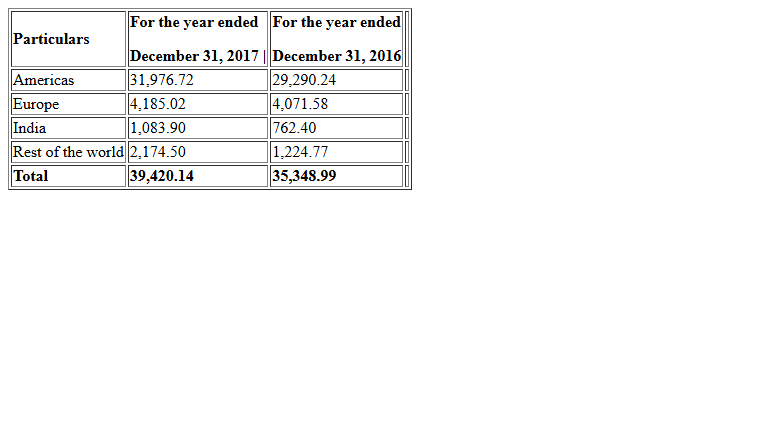 Particulars For the year ended For the year ended
December 31, 2017 | December 31, 2016
Americas 31,976.72 29,290.24
Europe 4,185.02 4,071.58
India 1,083.90 762.40
Rest of the world 2,174.50 1,224.77
Total 39,420.14 35,348.99